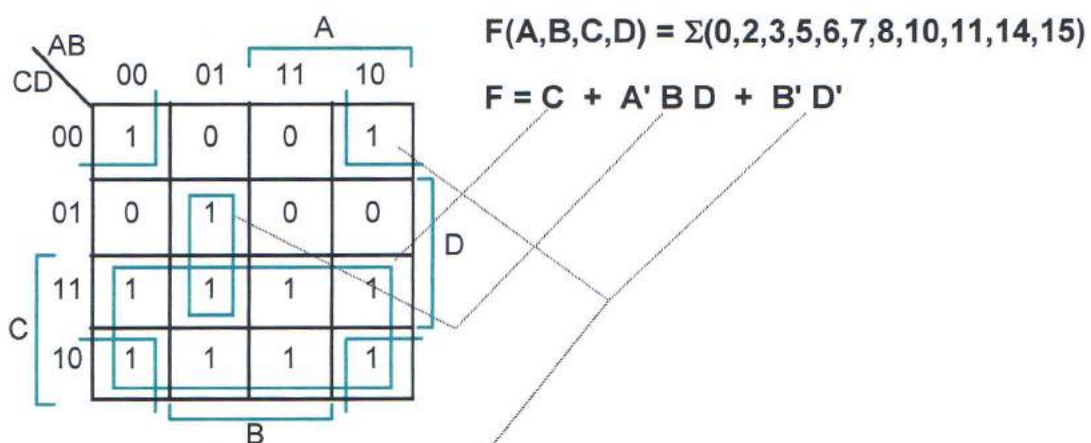 F(A,B,C,D) = Σ(0,2,3,5,6,7,8,10,11,14,15)
F = C + A' B D + B' D'
A
AB
CD
00 01 11 10
00 1 0 0 1
01 0 1 0 0
D
11 1 1 1 1
C
10 1 1 1 1
B